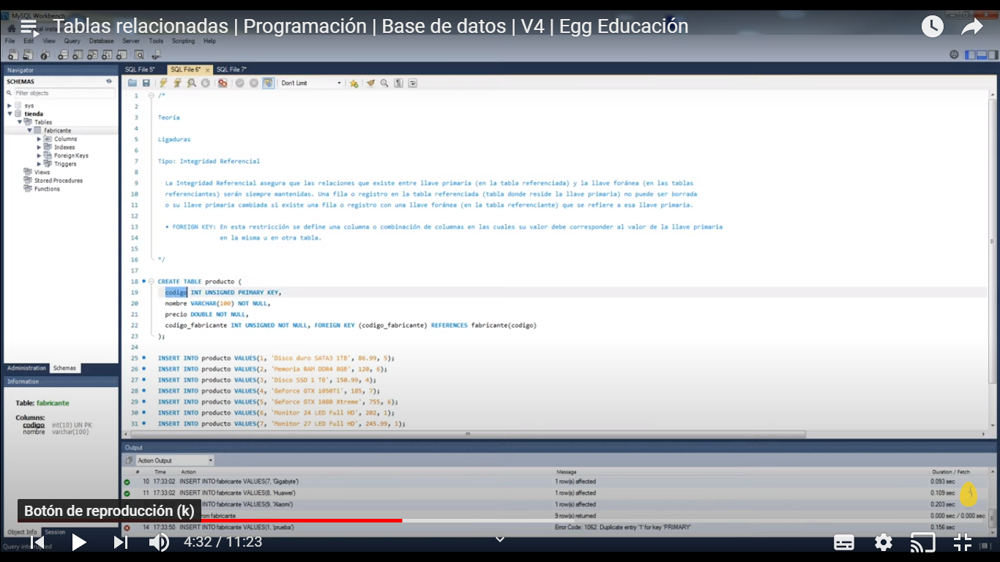 MySQL Workbench
Tablas relacionadas | Programación | Base de datos | V4 | Egg Educación
File Edit View Query Database Server Tools Scripting Help
Navigator
SQL File 5* SQL File 6* × SQL File 7*
SCHEMAS
Filter objects
Don't Limit
sys
tienda
Tables
fabricante
Columns
Indexes
Foreign Keys
Triggers
Views
Stored Procedures
Functions
1 /*
2
3 Teoría
4
5 Ligaduras
6
7 Tipo: Integridad Referencial
8
9 La Integridad Referencial asegura que las relaciones que existe entre llave primaria (en la tabla referenciada) y la llave foránea (en las tablas
10 referenciantes) serán siempre mantenidas. Una fila o registro en la tabla referenciada (tabla donde reside la llave primaria) no puede ser borrada
11 o su llave primaria cambiada si existe una fila o registro con una llave foránea (en la tabla referenciante) que se refiere a esa llave primaria.
12
13 • FOREIGN KEY: En esta restricción se define una columna o combinación de columnas en las cuales su valor debe corresponder al valor de la llave primaria
14 en la misma u en otra tabla.
15
16 */
17
18 CREATE TABLE producto (
19 codigo INT UNSIGNED PRIMARY KEY,
20 nombre VARCHAR(100) NOT NULL,
21 precio DOUBLE NOT NULL,
22 codigo_fabricante INT UNSIGNED NOT NULL, FOREIGN KEY (codigo_fabricante) REFERENCES fabricante(codigo)
23 );
24
25 INSERT INTO producto VALUES(1, 'Disco duro SATA3 1TB', 86.99, 5);
26 INSERT INTO producto VALUES(2, 'Memoria RAM DDR4 8GB', 120, 6);
27 INSERT INTO producto VALUES(3, 'Disco SSD 1 TB', 150.99, 4);
28 INSERT INTO producto VALUES(4, 'GeForce GTX 1050Ti', 185, 7);
29 INSERT INTO producto VALUES(5, 'GeForce GTX 1080 Xtreme', 755, 6);
30 INSERT INTO producto VALUES(6, 'Monitor 24 LED Full HD', 202, 1);
31 INSERT INTO producto VALUES(7, 'Monitor 27 LED Full HD', 245.99, 1);
Administration Schemas
Information
Table: fabricante
Columns:
codigo int(10) UN PK
nombre varchar(100)
Output
Action Output
# Time Action Message Duration / Fetch
10 17:33:02 INSERT INTO fabricante VALUES(7, 'Gigabyte') 1 row(s) affected 0.093 sec
11 17:33:02 INSERT INTO fabricante VALUES(8, 'Huawei') 1 row(s) affected 0.109 sec
INTO fabricante VALUES(9, 'Xiaomi') 1 row(s) affected 0.203 sec
from fabricante 9 row(s) returned 0.000 sec / 0.000 sec
14 17:33:50 INSERT INTO fabricante VALUES(1, 'prueba') Error Code: 1062. Duplicate entry '1' for key 'PRIMARY' 0.156 sec
Botón de reproducción (k)
Object Info Session
4:32 / 11:23